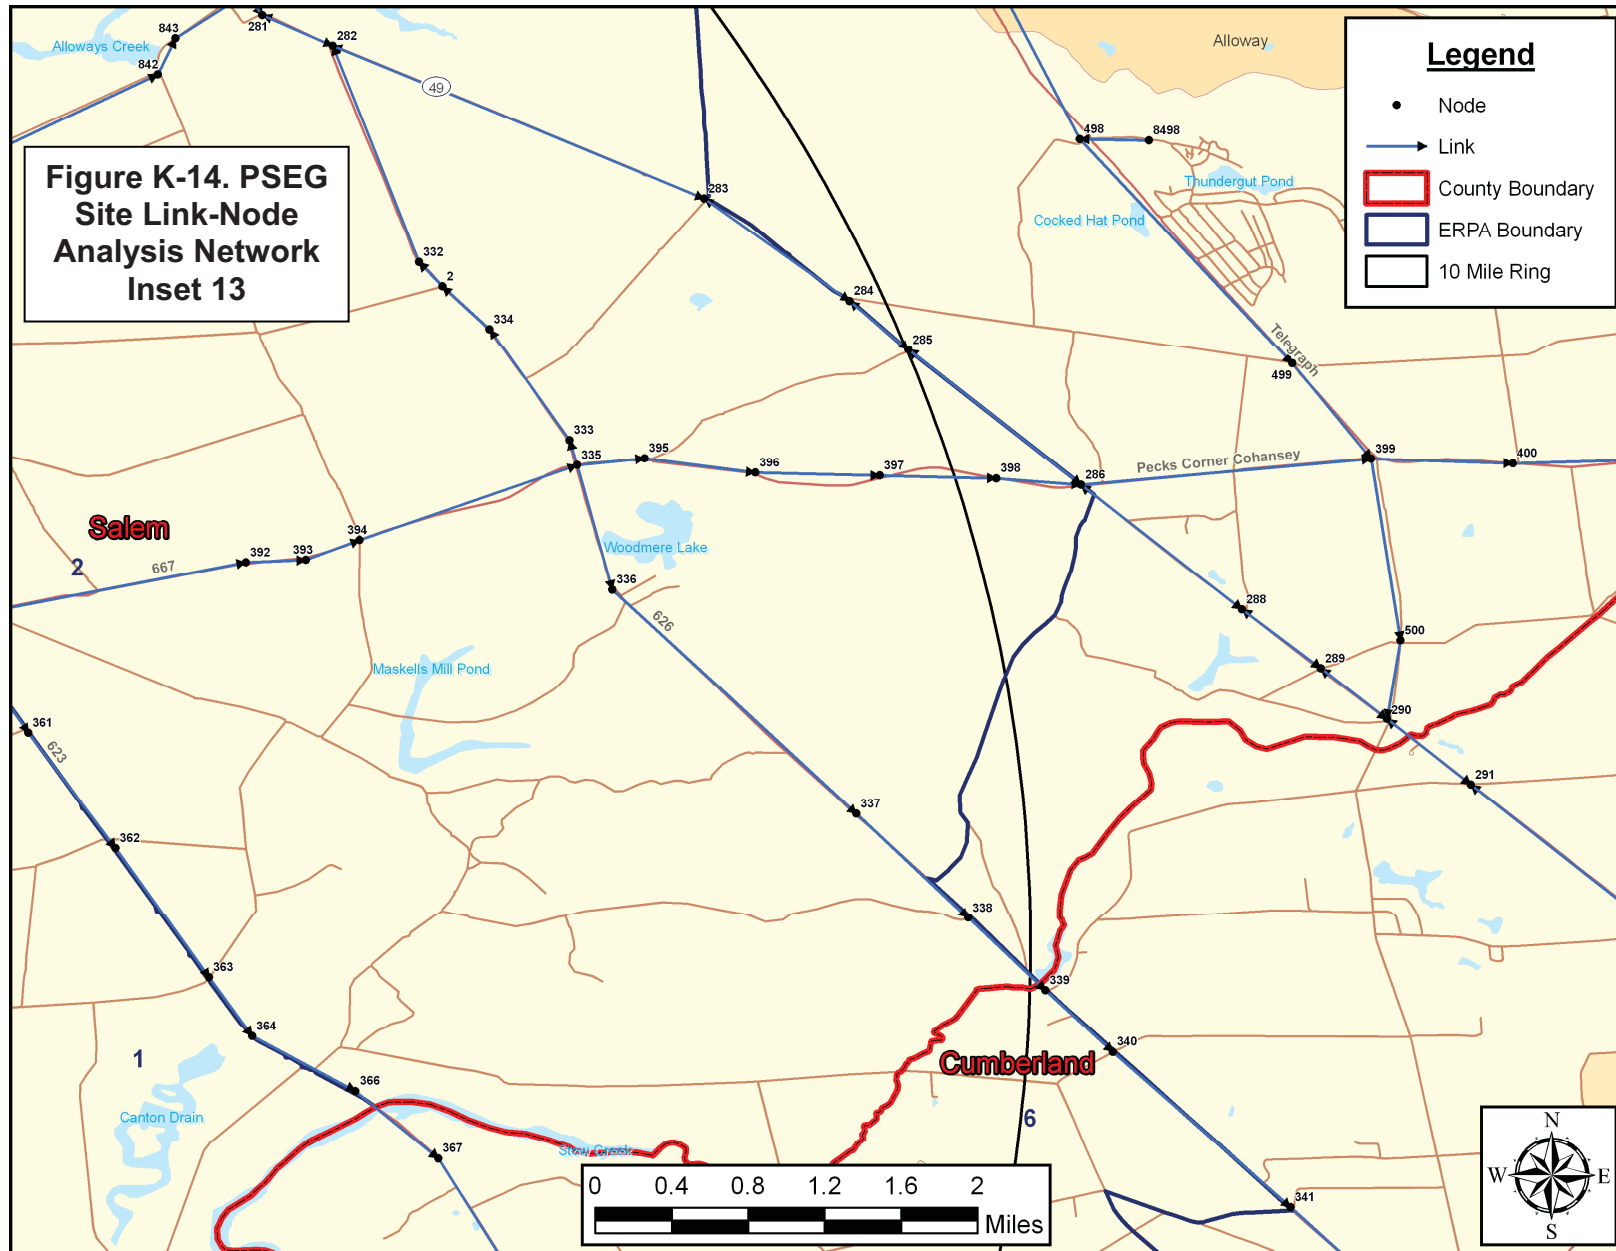 843
281
282
Alloways Creek
842
49
Alloway
Legend
Node
Link
County Boundary
ERPA Boundary
10 Mile Ring
Figure K-14. PSEG
Site Link-Node
Analysis Network
Inset 13
498
8498
Thundergut Pond
Cocked Hat Pond
283
332
2
334
284
285
Telegraph
499
333
335
395
396
397
398
286
Pecks Corner Cohansey
399
400
Salem
2
667
392
393
394
Woodmere Lake
336
626
288
500
289
290
291
Maskells Mill Pond
361
623
362
337
338
363
364
339
340
Cumberland
1
366
Canton Drain
367
6
Stow Creek
341
0 0.4 0.8 1.2 1.6 2
Miles
N
W E
S